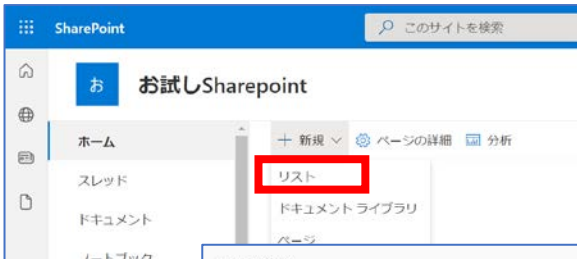 SharePoint
このサイトを検索
お
お試しSharepoint
ホーム
+ 新規
ページの詳細
分析
スレッド
リスト
ドキュメント
ドキュメント ライブラリ
ページ
ノートブック